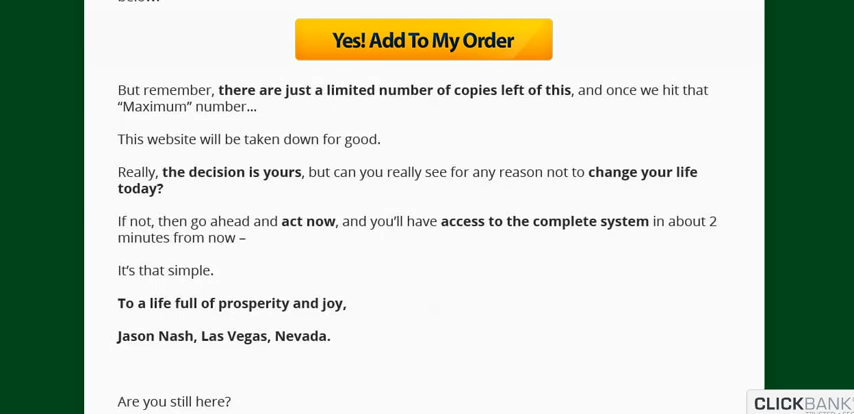 below.
Yes! Add To My Order
But remember, there are just a limited number of copies left of this, and once we hit that
“Maximum” number...
This website will be taken down for good.
Really, the decision is yours, but can you really see for any reason not to change your life
today?
If not, then go ahead and act now, and you’ll have access to the complete system in about 2
minutes from now –
It’s that simple.
To a life full of prosperity and joy,
Jason Nash, Las Vegas, Nevada.
Are you still here?
CLICKBANK